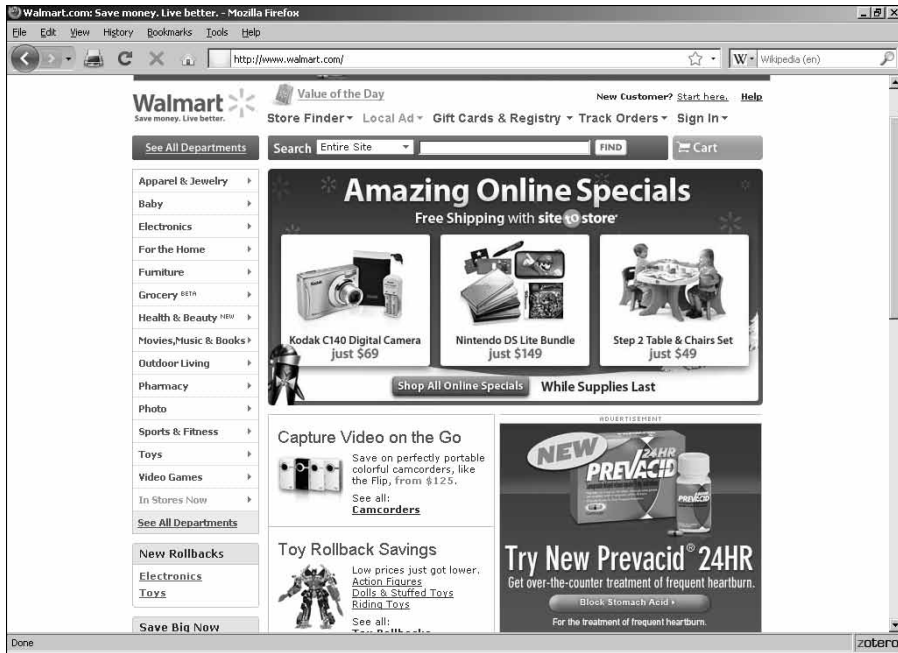 Walmart.com: Save money. Live better. - Mozilla Firefox
File Edit View History Bookmarks Tools Help
http://www.walmart.com/
W Wikipedia (en)
Walmart
Save money. Live better.
Value of the Day
New Customer? Start here. Help
Store Finder Local Ad Gift Cards & Registry Track Orders Sign In
See All Departments
Search Entire Site FIND
Cart
Apparel & Jewelry
Baby
Electronics
For the Home
Furniture
Grocery BETA
Health & Beauty NEW
Movies,Music & Books
Outdoor Living
Pharmacy
Photo
Sports & Fitness
Toys
Video Games
In Stores Now
See All Departments
New Rollbacks
Electronics
Toys
Save Big Now
Amazing Online Specials
Free Shipping with site to store
Kodak C140 Digital Camera
just $69
Nintendo DS Lite Bundle
just $149
Step 2 Table & Chairs Set
just $49
Shop All Online Specials While Supplies Last
Capture Video on the Go
Save on perfectly portable
colorful camcorders, like
the Flip, from $125.
See all:
Camcorders
Toy Rollback Savings
Low prices just got lower.
Action Figures
Dolls & Stuffed Toys
Riding Toys
See all:
Toy Rollbacks
ADVERTISEMENT
NEW
24HR
PREVACID
PREVACID
Try New Prevacid® 24HR
Get over-the-counter treatment of frequent heartburn.
Block Stomach Acid
For the treatment of frequent heartburn.
Done
zotero